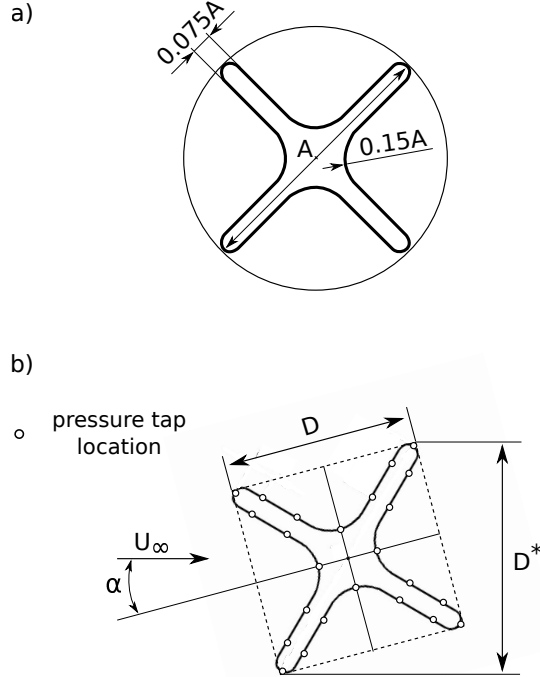 a)
0.075A
A
0.15A
b)
pressure tap
location
D
U∞
α
D*